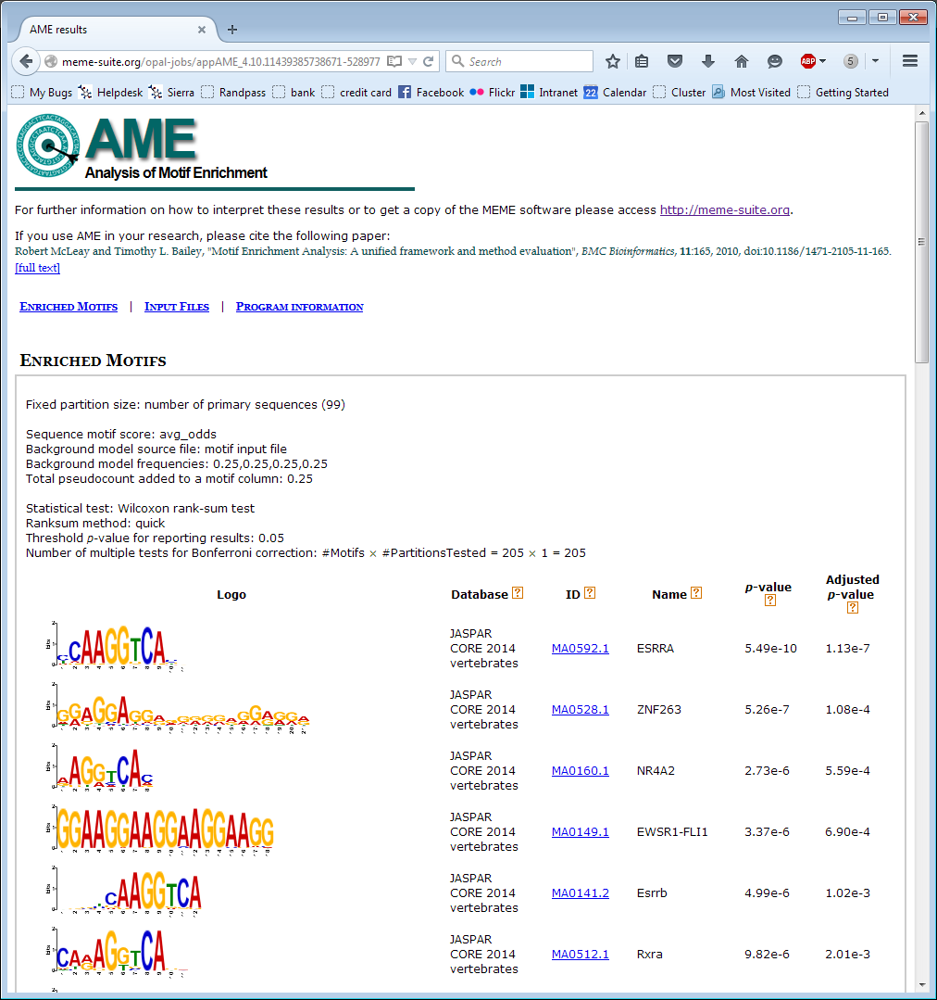 AME results
meme-suite.org/opal-jobs/appAME_4.10.11439385738671-528977
Search
ABP
5
My Bugs Helpdesk Sierra Randpass bank credit card Facebook Flickr Intranet 22 Calendar Cluster Most Visited Getting Started
AME
Analysis of Motif Enrichment
For further information on how to interpret these results or to get a copy of the MEME software please access http://meme-suite.org.
If you use AME in your research, please cite the following paper:
Robert McLeay and Timothy L. Bailey, "Motif Enrichment Analysis: A unified framework and method evaluation", BMC Bioinformatics, 11:165, 2010, doi:10.1186/1471-2105-11-165.
[full text]
Enriched Motifs | Input Files | Program information
Enriched Motifs
Fixed partition size: number of primary sequences (99)
Sequence motif score: avg_odds
Background model source file: motif input file
Background model frequencies: 0.25,0.25,0.25,0.25
Total pseudocount added to a motif column: 0.25
Statistical test: Wilcoxon rank-sum test
Ranksum method: quick
Threshold p-value for reporting results: 0.05
Number of multiple tests for Bonferroni correction: #Motifs × #PartitionsTested = 205 × 1 = 205
Logo Database ? ID ? Name ? p-value ? Adjusted p-value ?
CCAAGGTCA JASPAR CORE 2014 vertebrates MA0592.1 ESRRA 5.49e-10 1.13e-7
JASPAR CORE 2014 vertebrates MA0528.1 ZNF263 5.26e-7 1.08e-4
AAGGTCAC JASPAR CORE 2014 vertebrates MA0160.1 NR4A2 2.73e-6 5.59e-4
GGAAGGAAGGAAGGAAGG JASPAR CORE 2014 vertebrates MA0149.1 EWSR1-FLI1 3.37e-6 6.90e-4
CAAGGTCA JASPAR CORE 2014 vertebrates MA0141.2 Esrrb 4.99e-6 1.02e-3
CAAAGGTCA JASPAR CORE 2014 vertebrates MA0512.1 Rxra 9.82e-6 2.01e-3